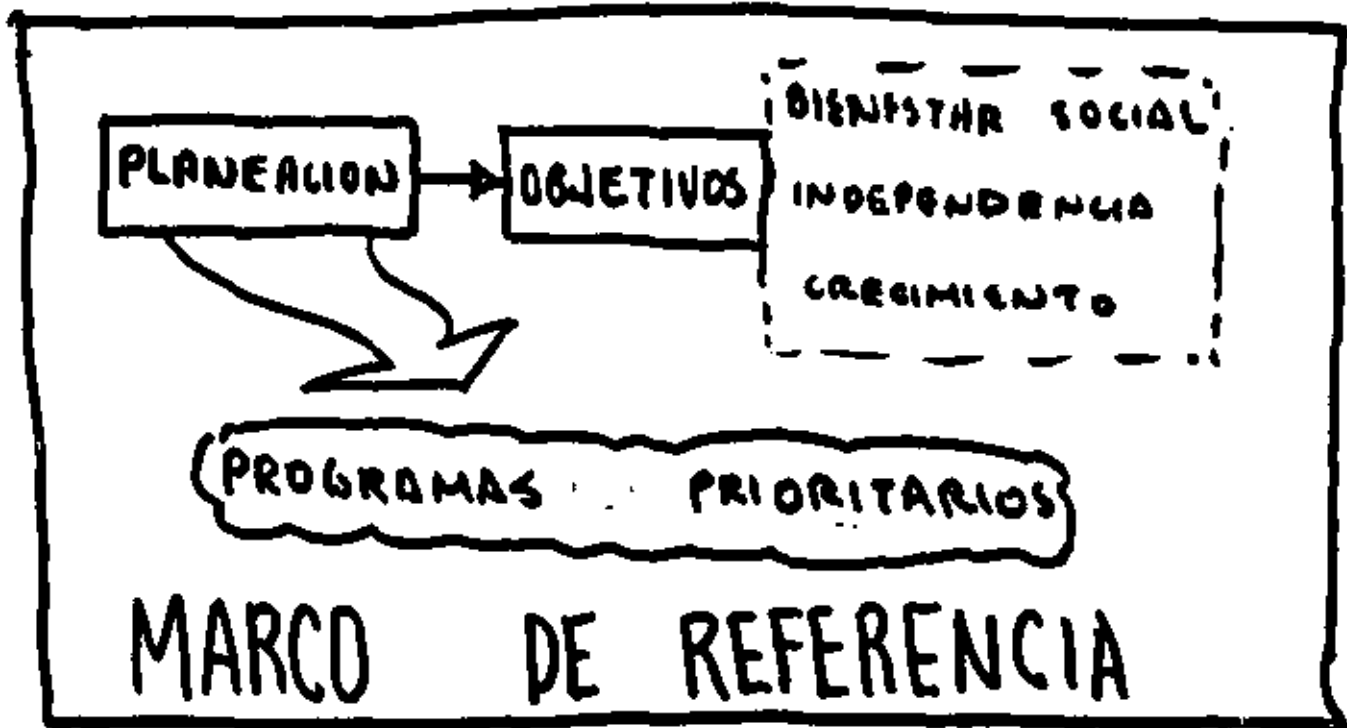 PLANEACION
OBJETIVOS
BIENESTAR SOCIAL
INDEPENDENCIA
CRECIMIENTO
PROGRAMAS PRIORITARIOS
MARCO DE REFERENCIA